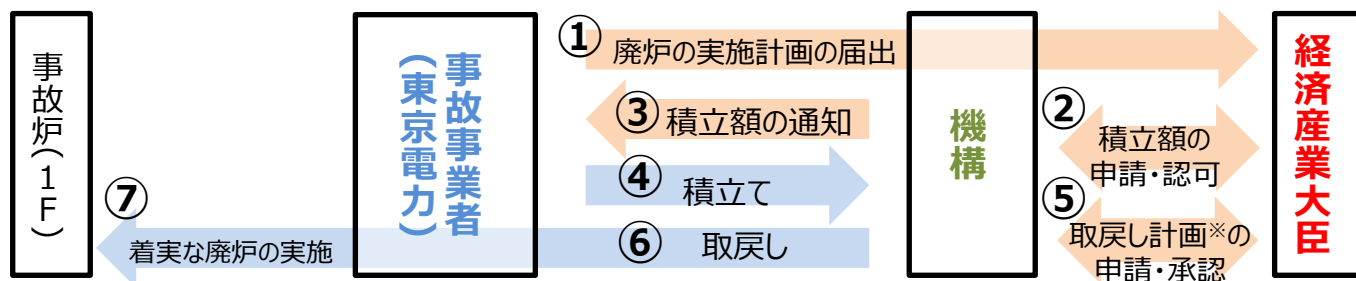 事故炉(1F)
事故事業者
(東京電力)
① 廃炉の実施計画の届出
③ 積立額の通知
④ 積立て
⑥ 取戻し
⑦
着実な廃炉の実施
機構
②
積立額の
申請・認可
⑤
取戻し計画※の
申請・承認
経済産業大臣